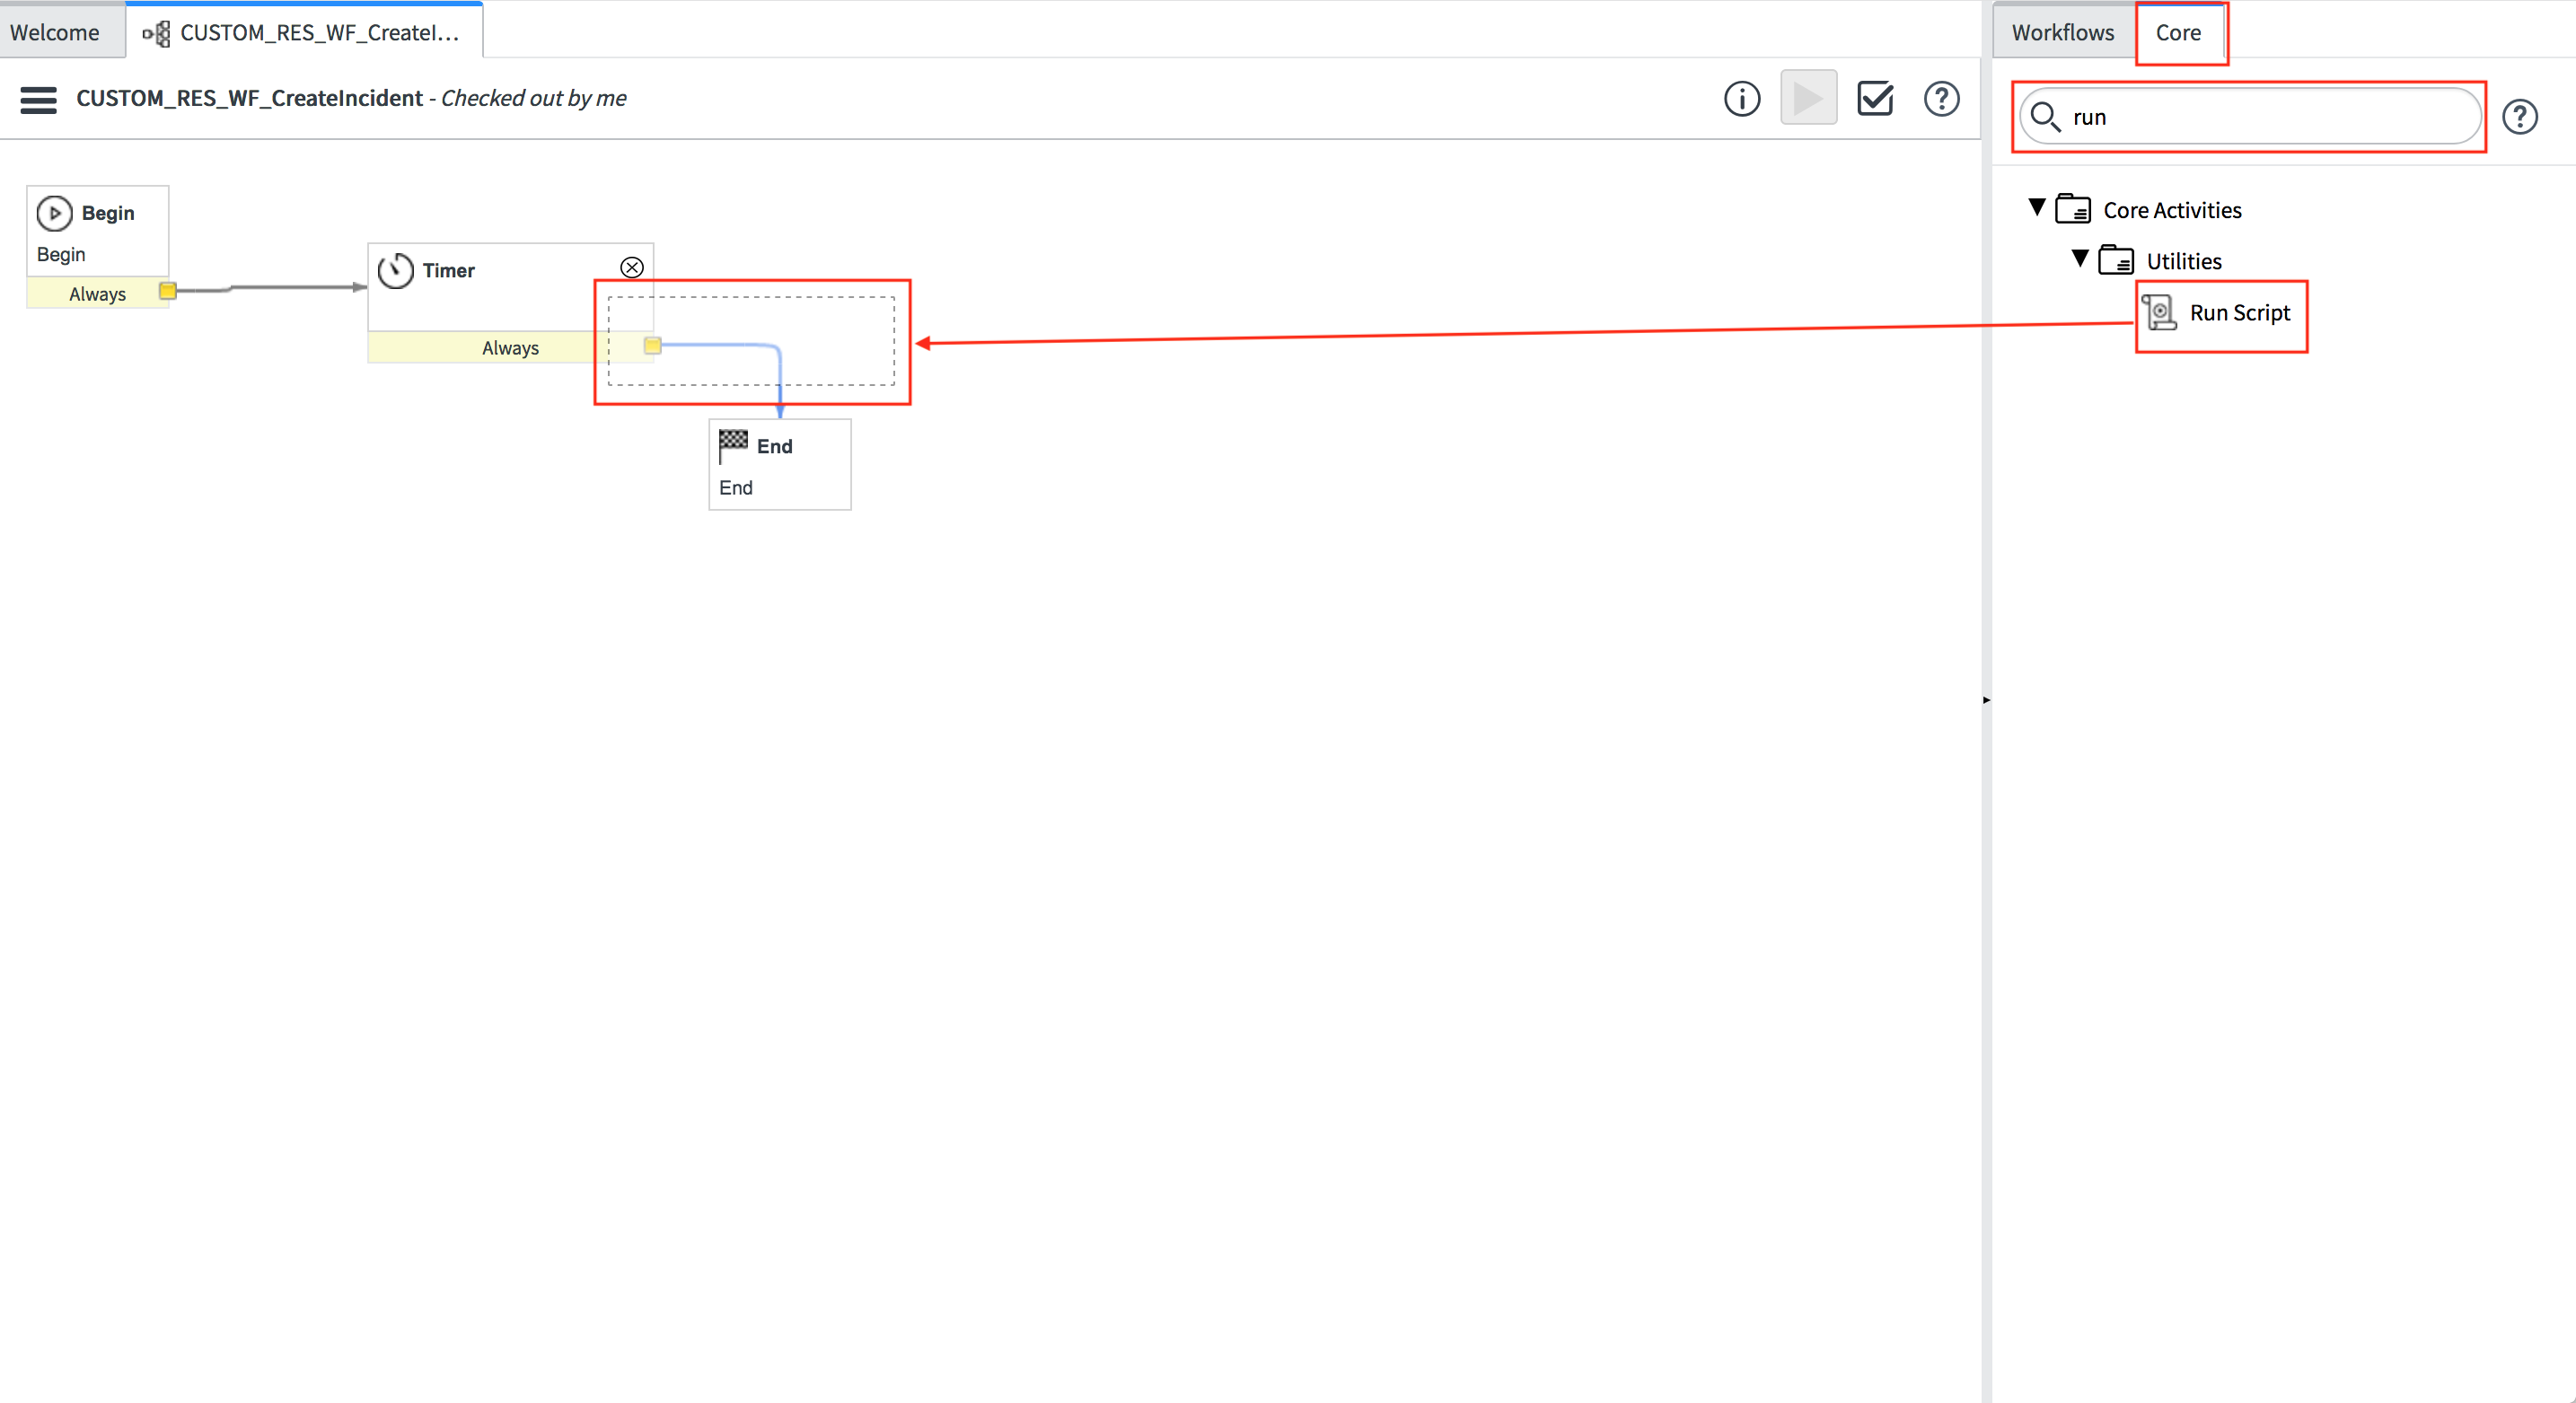 Welcome
CUSTOM_RES_WF_CreateI...
CUSTOM_RES_WF_CreateIncident - Checked out by me
Begin
Begin
Always
Timer
Always
End
End
Workflows
Core
run
Core Activities
Utilities
Run Script